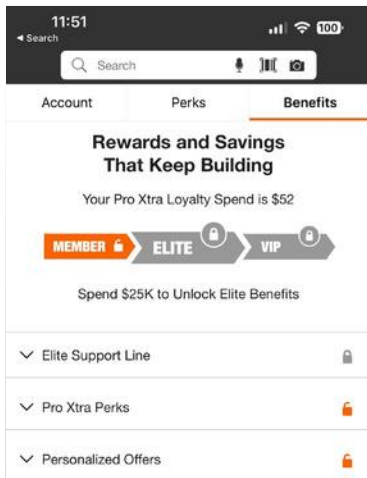 11:51
100
◄ Search
Search
Account Perks Benefits
Rewards and Savings
That Keep Building
Your Pro Xtra Loyalty Spend is $52
MEMBER ELITE VIP
Spend $25K to Unlock Elite Benefits
Elite Support Line
Pro Xtra Perks
Personalized Offers